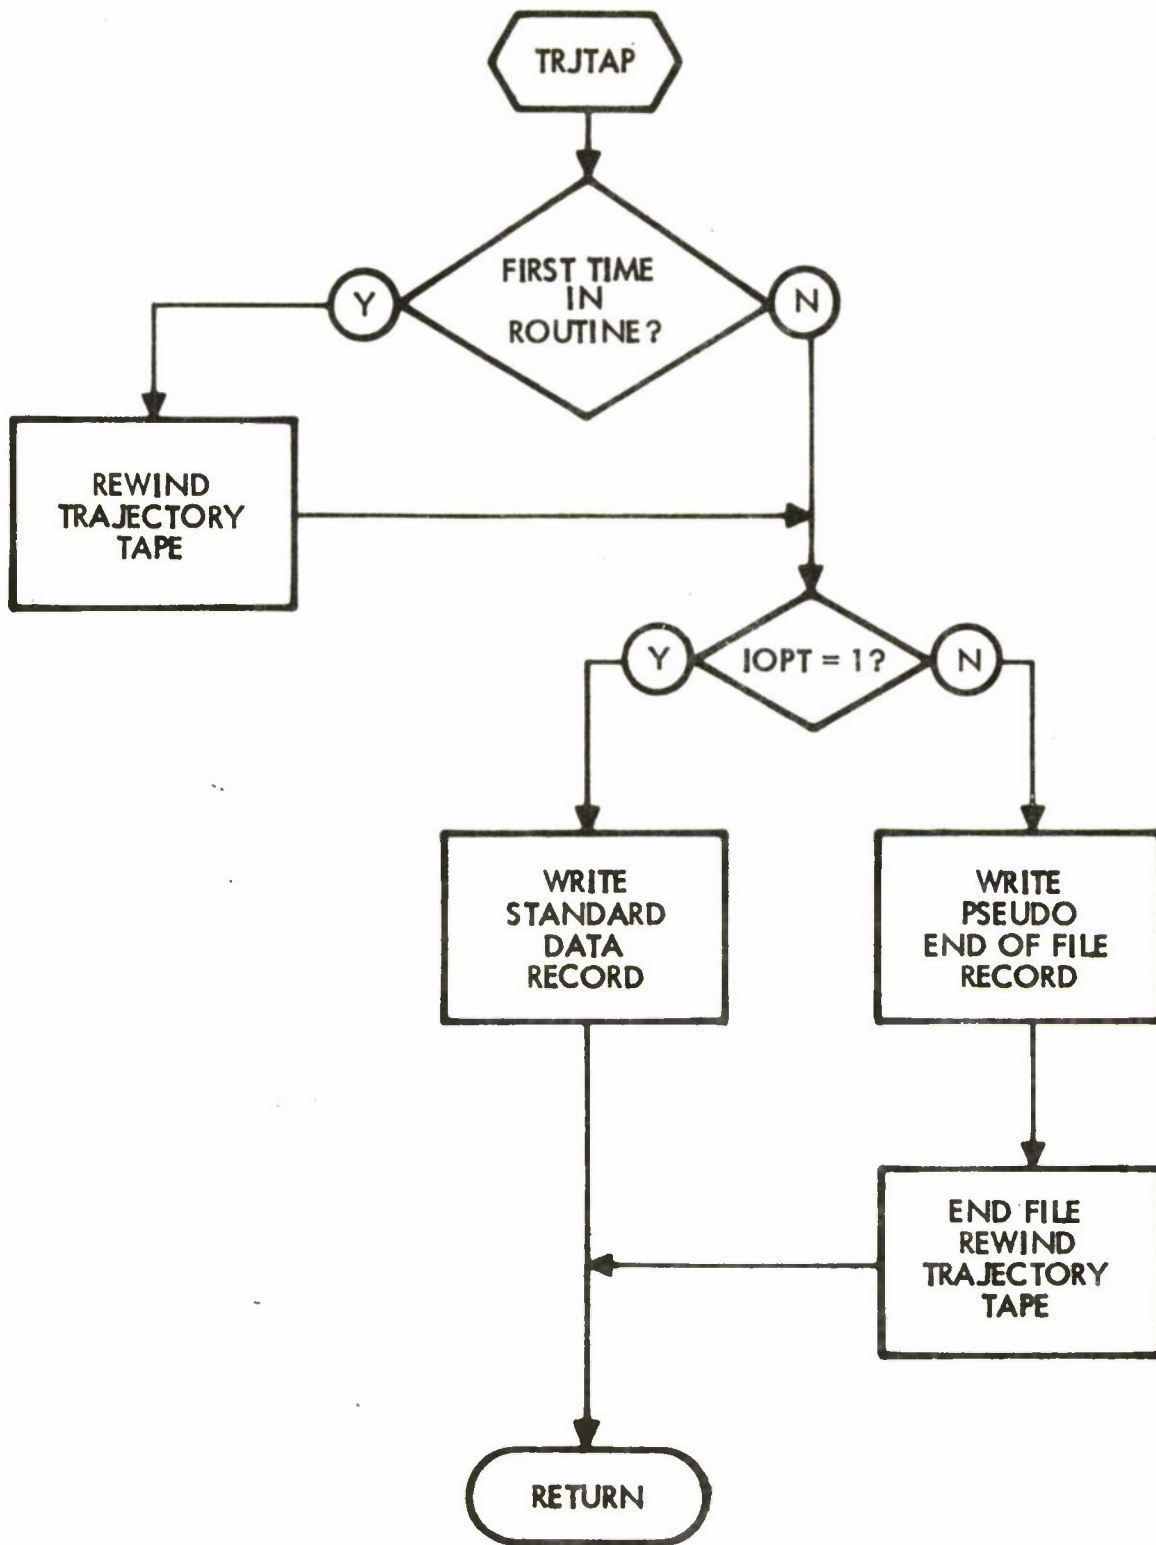 TRJTAP
FIRST TIME
IN
ROUTINE?
Y
N
REWIND
TRAJECTORY
TAPE
Y
IOPT = 1?
N
WRITE
STANDARD
DATA
RECORD
WRITE
PSEUDO
END OF FILE
RECORD
END FILE
REWIND
TRAJECTORY
TAPE
RETURN